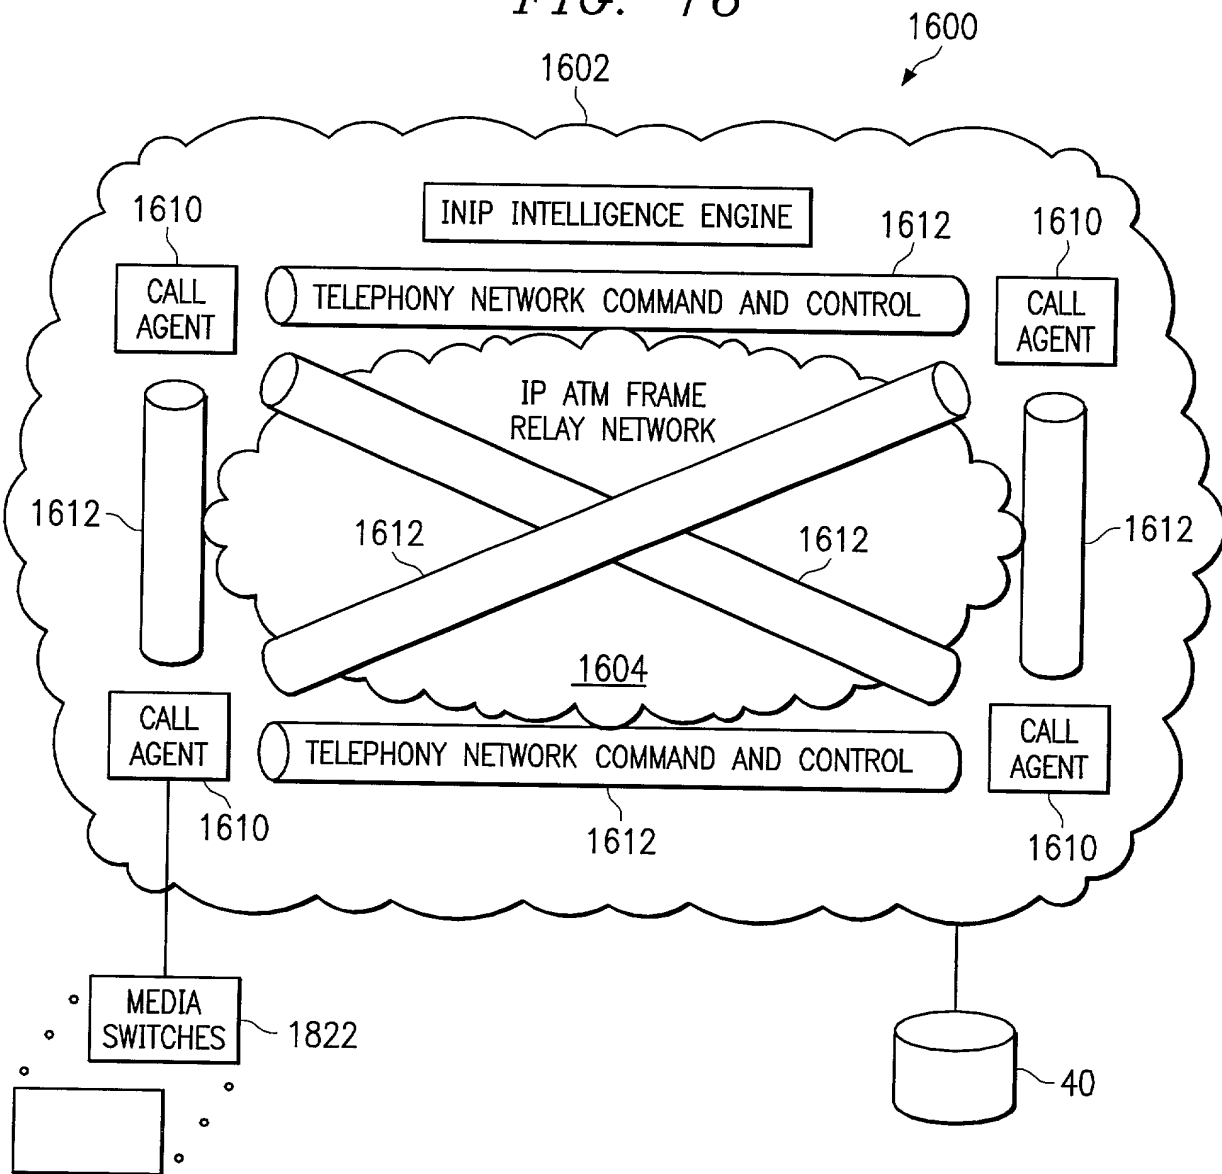 1600
1602
INIP INTELLIGENCE ENGINE
1610
1612
1610
CALL
AGENT
TELEPHONY NETWORK COMMAND AND CONTROL
CALL
AGENT
IP ATM FRAME
RELAY NETWORK
1612
1612
1612
1612
1604
CALL
AGENT
TELEPHONY NETWORK COMMAND AND CONTROL
CALL
AGENT
1610
1612
1610
MEDIA
SWITCHES
1822
40